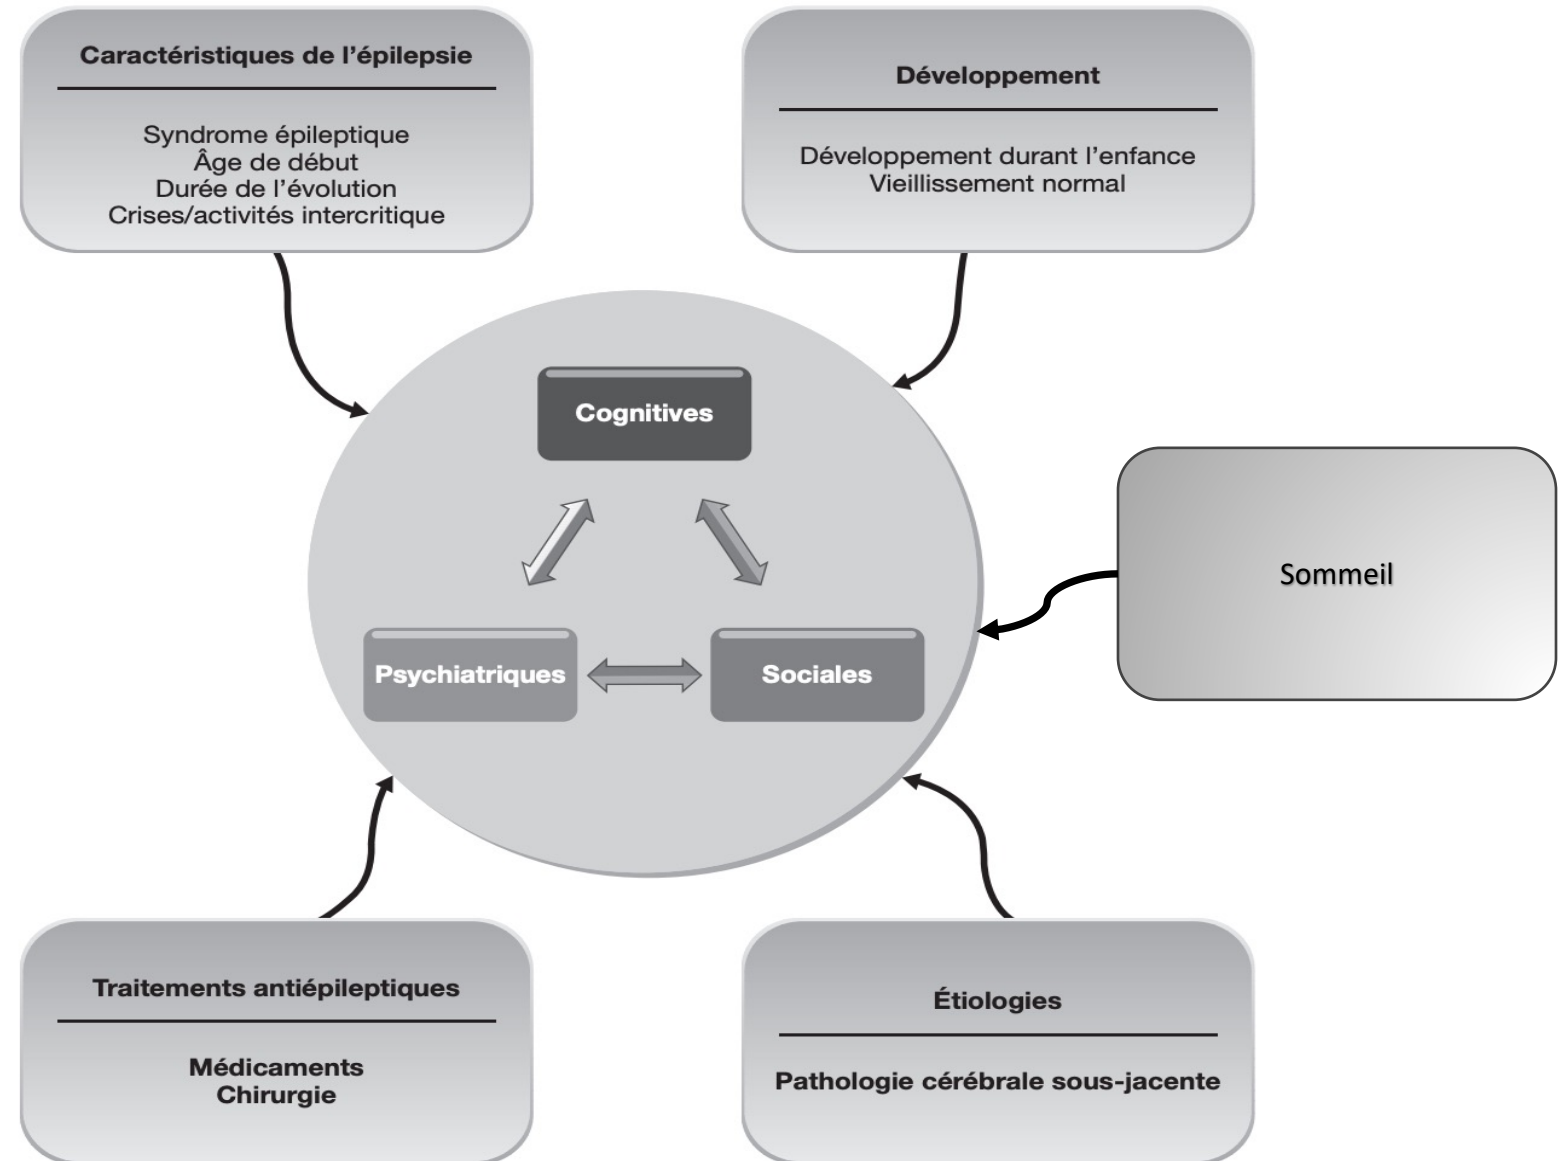 Caractéristiques de l'épilepsie
Syndrome épileptique
Âge de début
Durée de l'évolution
Crises/activités intercritique
Développement
Développement durant l'enfance
Vieillissement normal
Cognitives
Psychiatriques
Sociales
Sommeil
Traitements antiépileptiques
Médicaments
Chirurgie
Étiologies
Pathologie cérébrale sous-jacente